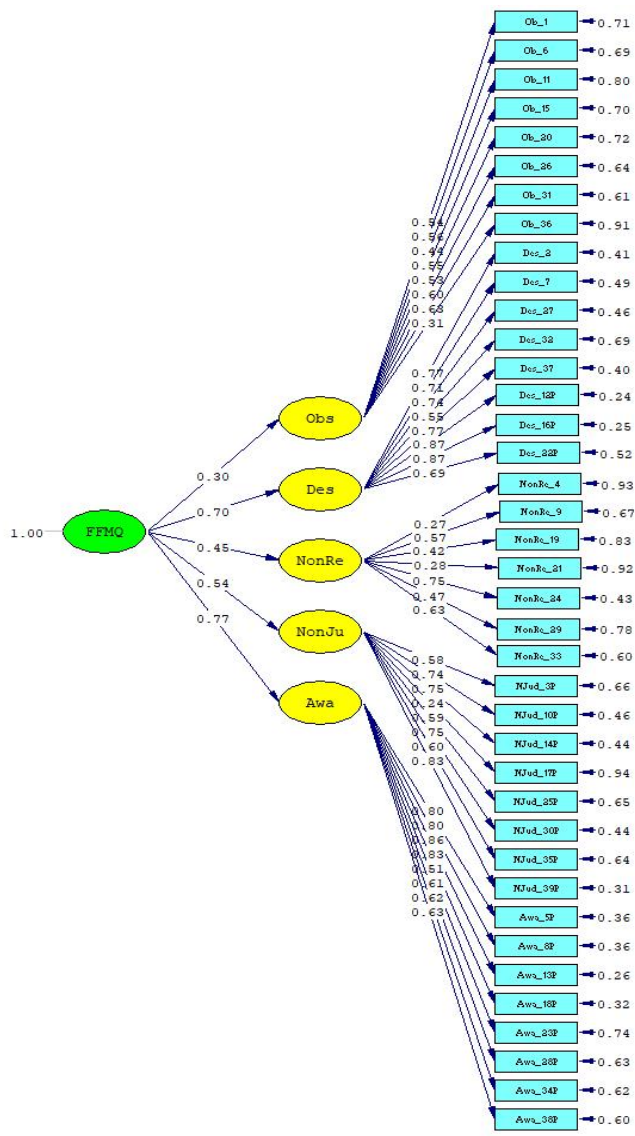 1.00
FFMQ
0.30
0.70
0.45
0.54
0.77
Obs
Des
NonRe
NonJu
Awa
0.54
0.56
0.44
0.55
0.53
0.60
0.63
0.31
0.77
0.71
0.74
0.55
0.77
0.87
0.87
0.69
0.27
0.57
0.42
0.28
0.75
0.47
0.63
0.58
0.74
0.75
0.24
0.59
0.75
0.60
0.83
0.80
0.80
0.86
0.83
0.51
0.61
0.62
0.63
Ob_1 0.71
Ob_6 0.69
Ob_11 0.80
Ob_15 0.70
Ob_20 0.72
Ob_26 0.64
Ob_31 0.61
Ob_36 0.91
Des_2 0.41
Des_7 0.49
Des_27 0.46
Des_32 0.69
Des_37 0.40
Des_12P 0.24
Des_16P 0.25
Des_22P 0.52
NonRe_4 0.93
NonRe_9 0.67
NonRe_19 0.83
NonRe_21 0.92
NonRe_24 0.43
NonRe_29 0.78
NonRe_33 0.60
NJud_3P 0.66
NJud_10P 0.46
NJud_14P 0.44
NJud_17P 0.94
NJud_25P 0.65
NJud_30P 0.44
NJud_35P 0.64
NJud_39P 0.31
Awa_5P 0.36
Awa_8P 0.36
Awa_13P 0.26
Awa_18P 0.32
Awa_23P 0.74
Awa_28P 0.63
Awa_34P 0.62
Awa_38P 0.60